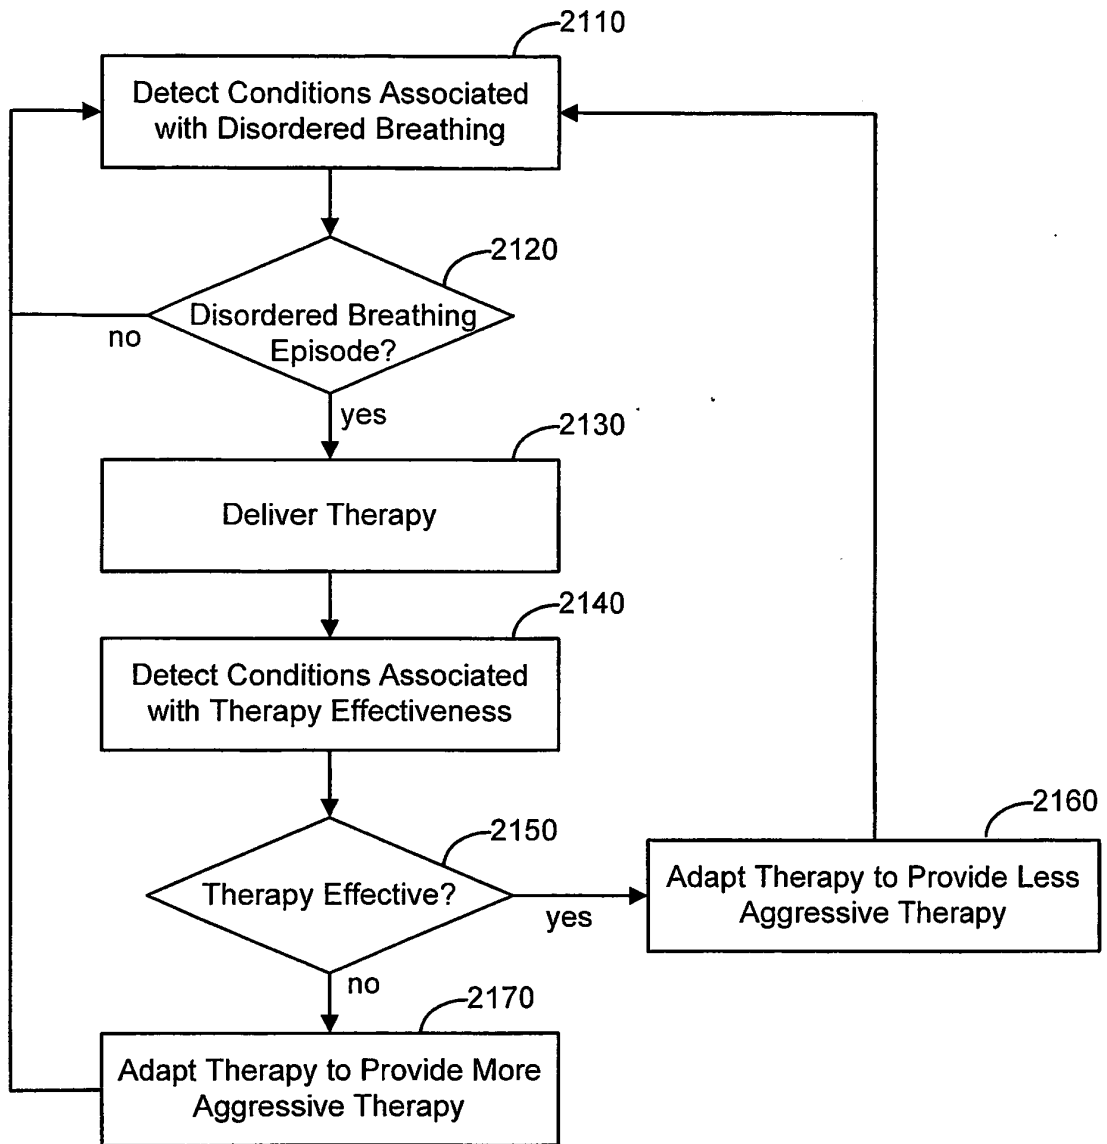 2110
Detect Conditions Associated
with Disordered Breathing
2120
Disordered Breathing
Episode?
no
yes
2130
Deliver Therapy
2140
Detect Conditions Associated
with Therapy Effectiveness
2150
Therapy Effective?
yes
2160
Adapt Therapy to Provide Less
Aggressive Therapy
no
2170
Adapt Therapy to Provide More
Aggressive Therapy